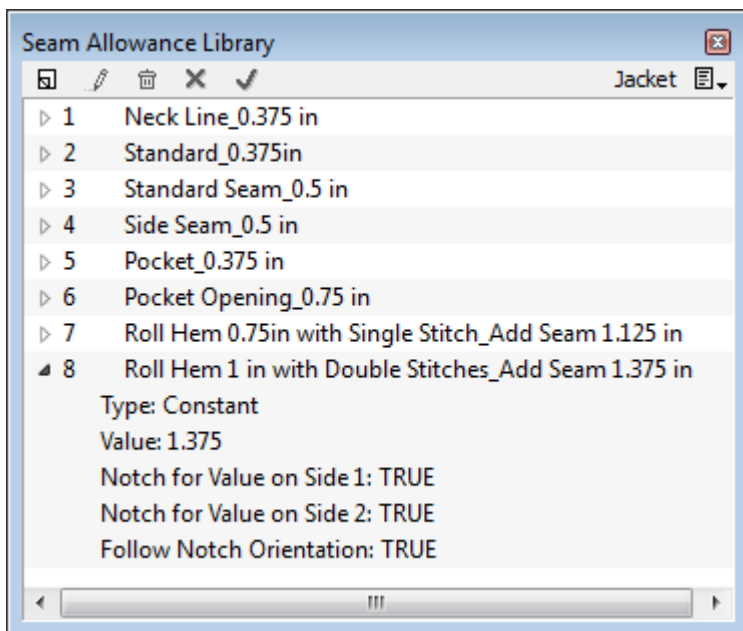 Seam Allowance Library
Jacket
1 Neck Line_0.375 in
2 Standard_0.375in
3 Standard Seam_0.5 in
4 Side Seam_0.5 in
5 Pocket_0.375 in
6 Pocket Opening_0.75 in
7 Roll Hem 0.75in with Single Stitch_Add Seam 1.125 in
8 Roll Hem 1 in with Double Stitches_Add Seam 1.375 in
Type: Constant
Value: 1.375
Notch for Value on Side 1: TRUE
Notch for Value on Side 2: TRUE
Follow Notch Orientation: TRUE